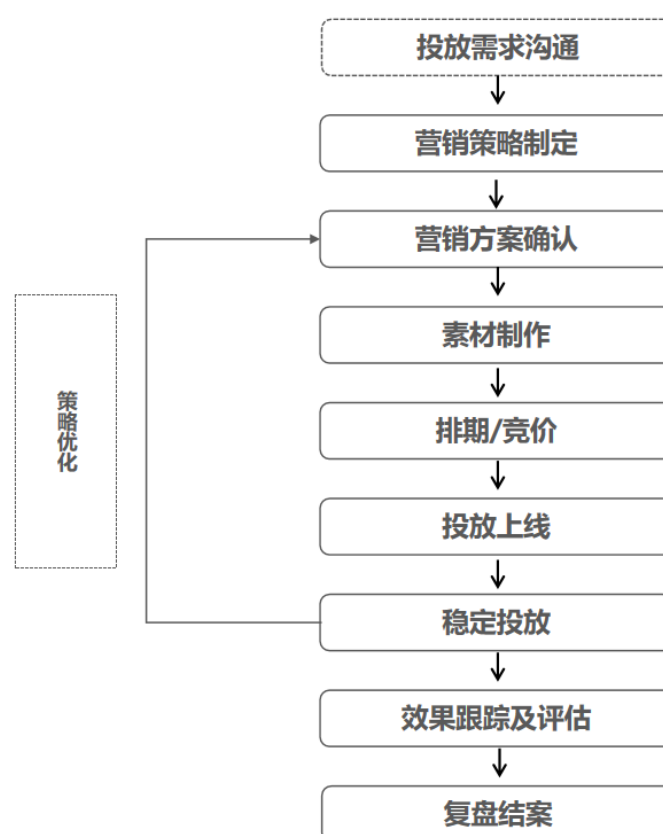 投放需求沟通
营销策略制定
营销方案确认
素材制作
排期/竞价
投放上线
稳定投放
效果跟踪及评估
复盘结案
策略优化